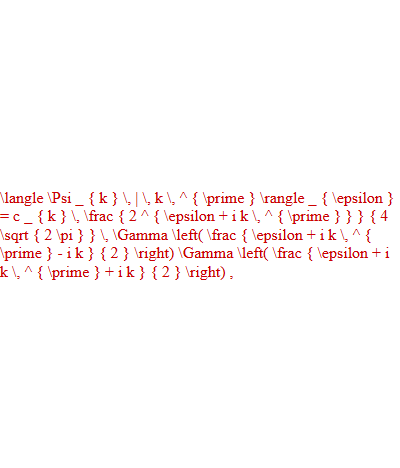 \langle \Psi _ { k } \, | \, k \, ^ { \prime } \rangle _ { \epsilon }
= c _ { k } \, \frac { 2 ^ { \epsilon + i k \, ^ { \prime } } } { 4
\sqrt { 2 \pi } } \, \Gamma \left( \frac { \epsilon + i k \, ^ {
\prime } - i k } { 2 } \right) \Gamma \left( \frac { \epsilon + i
k \, ^ { \prime } + i k } { 2 } \right) ,